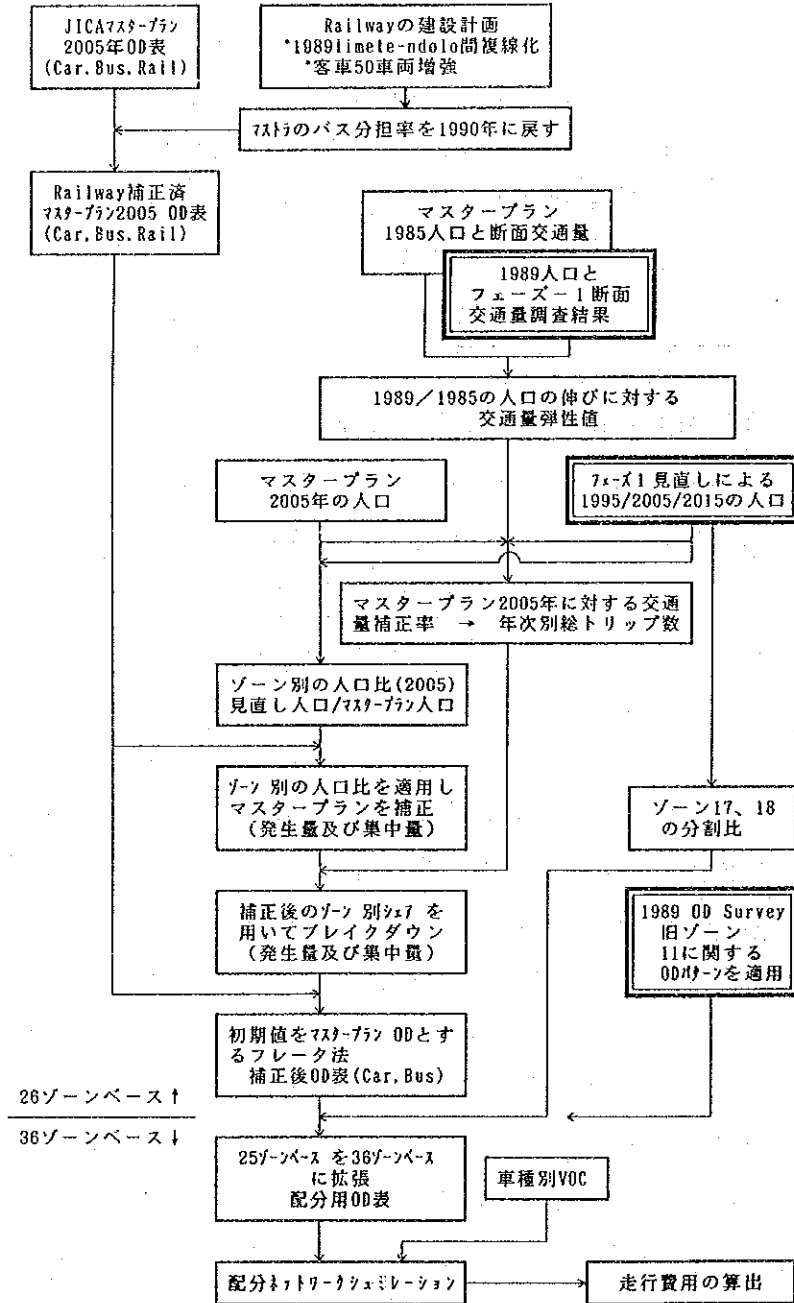 JICAマスタープラン
2005年OD表
(Car.Bus.Rail)
Railwayの建設計画
*1989limete-ndolo間複線化
*客車50車両増強
マストラのバス分担率を1990年に戻す
Railway補正済
マスタープラン2005 OD表
(Car.Bus.Rail)
マスタープラン
1985人口と断面交通量
1989人口と
フェーズー1断面
交通量調査結果
1989/1985の人口の伸びに対する
交通量弾性値
マスタープラン
2005年の人口
フェーズ1見直しによる
1995/2005/2015の人口
マスタープラン2005年に対する交通
量補正率 → 年次別総トリップ数
ゾーン別の人口比(2005)
見直し人口/マスタープラン人口
ゾーン 別の人口比を適用し
マスタープランを補正
(発生量及び集中量)
ゾーン17、18
の分割比
補正後のゾーン 別シェア を
用いてブレイクダウン
(発生量及び集中量)
1989 OD Survey
旧ゾーン
11に関する
ODパターンを適用
初期値をマスタープラン ODとす
るフレータ法
補正後OD表(Car,Bus)
26ゾーンベース↑
36ゾーンベース↓
25ゾーンベース を36ゾーンベース
に拡張
配分用OD表
車種別VOC
配分ネットワークシュミレーション
走行費用の算出